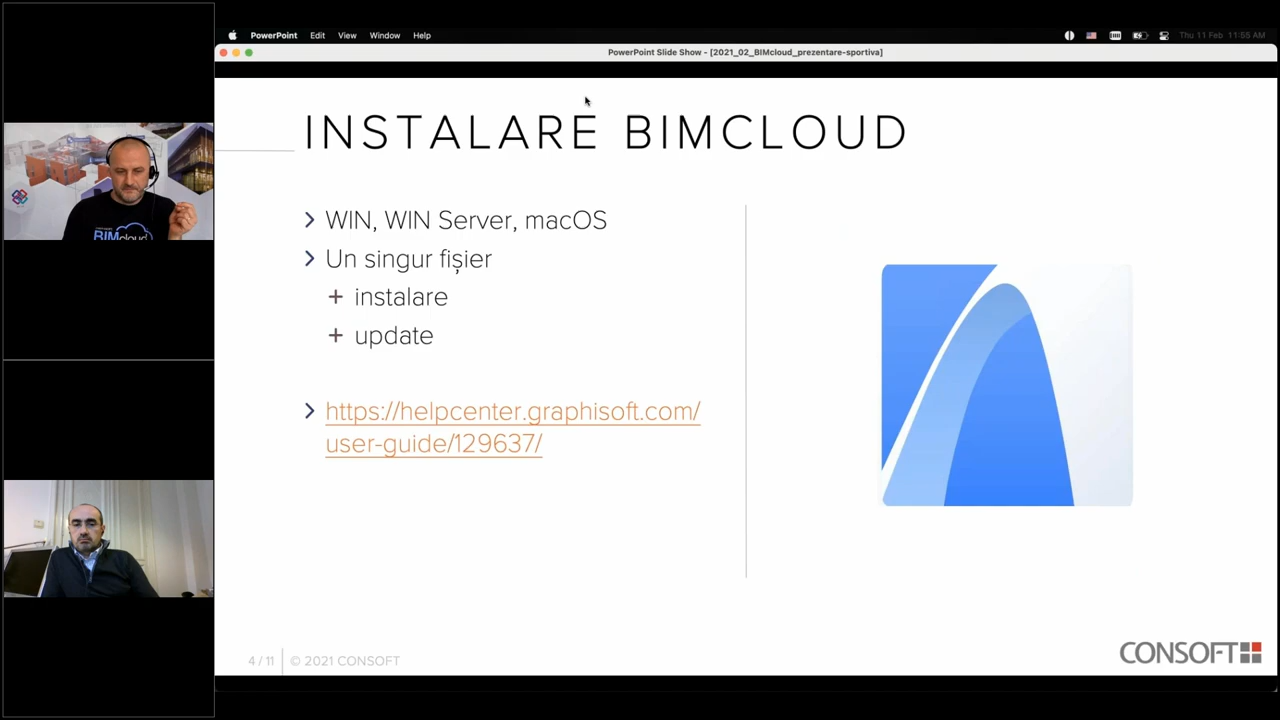 PowerPoint Edit View Window Help
Thu 11 Feb 11:55 AM
PowerPoint Slide Show - [2021_02_BIMcloud_prezentare-sportiva]
INSTALARE BIMCLOUD
WIN, WIN Server, macOS
Un singur fișier
+ instalare
+ update
https://helpcenter.graphisoft.com/
user-guide/129637/
BIMcloud
4 / 11
© 2021 CONSOFT
CONSOFT